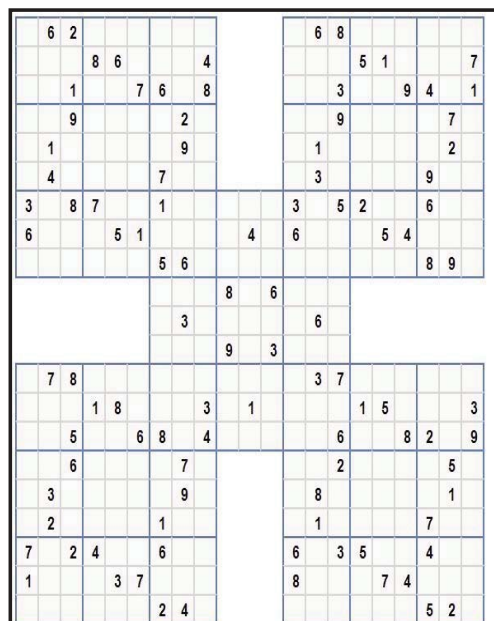 6 2 6 8
8 6 4 5 1 7
1 7 6 8 3 9 4 1
9 2 9 7
1 9 1 2
4 7 3 9
3 8 7 1 3 5 2 6
6 5 1 4 6 5 4
5 6 8 9
8 6
3 6
9 3
7 8 3 7
1 8 3 1 1 5 3
5 6 8 4 6 8 2 9
6 7 2 5
3 9 8 1
2 1 1 7
7 2 4 6 6 3 5 4
1 3 7 8 7 4
2 4 5 2